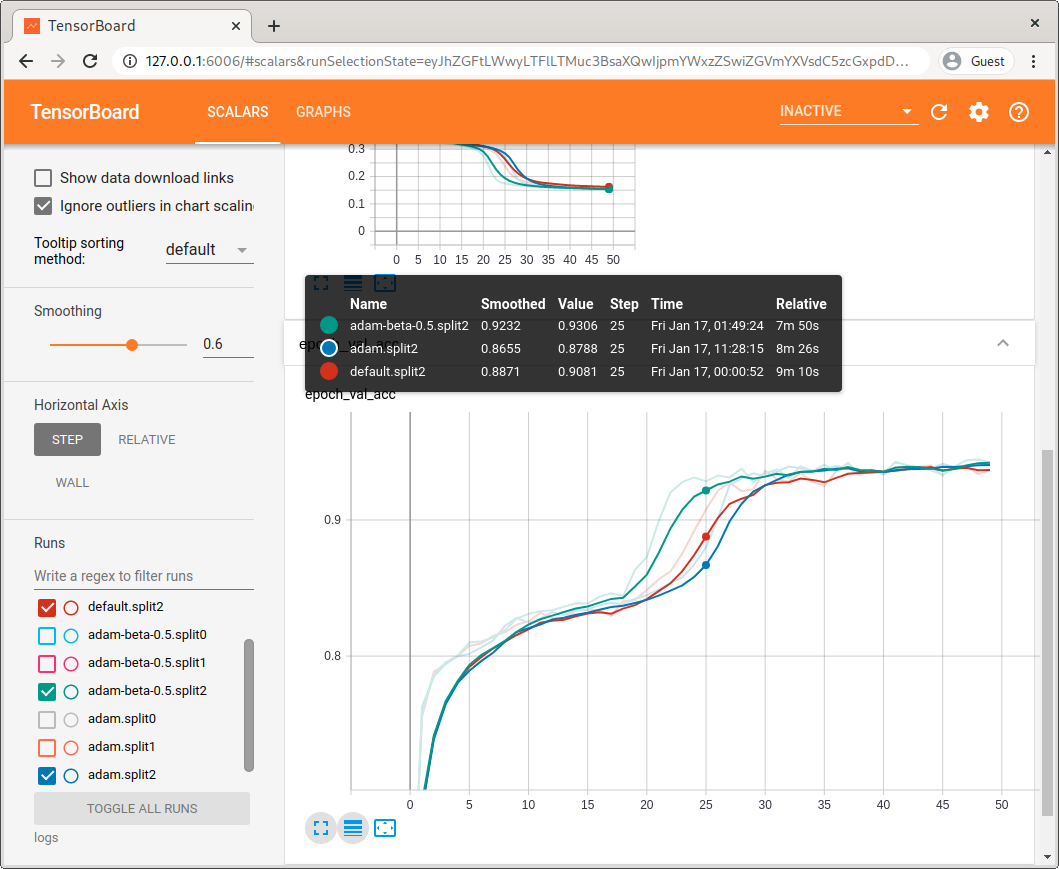 TensorBoard
127.0.0.1:6006/#scalars&runSelectionState=eyJhZGFtLWwyLTFlLTMuc3BsaXQwIjpmYWxzZSwiZGVmYXVsdC5zcGxpdD...
Guest
TensorBoard
SCALARS
GRAPHS
INACTIVE
Show data download links
Ignore outliers in chart scalin
Tooltip sorting
method:
default
Smoothing
0.6
Horizontal Axis
STEP
RELATIVE
WALL
Runs
Write a regex to filter runs
default.split2
adam-beta-0.5.split0
adam-beta-0.5.split1
adam-beta-0.5.split2
adam.split0
adam.split1
adam.split2
TOGGLE ALL RUNS
logs
0.3
0.2
0.1
0
0 5 10 15 20 25 30 35 40 45 50
Name Smoothed Value Step Time Relative
adam-beta-0.5.split2 0.9232 0.9306 25 Fri Jan 17, 01:49:24 7m 50s
adam.split2 0.8655 0.8788 25 Fri Jan 17, 11:28:15 8m 26s
default.split2 0.8871 0.9081 25 Fri Jan 17, 00:00:52 9m 10s
epoch_val_acc
epoch_val_acc
0.9
0.8
0 5 10 15 20 25 30 35 40 45 50